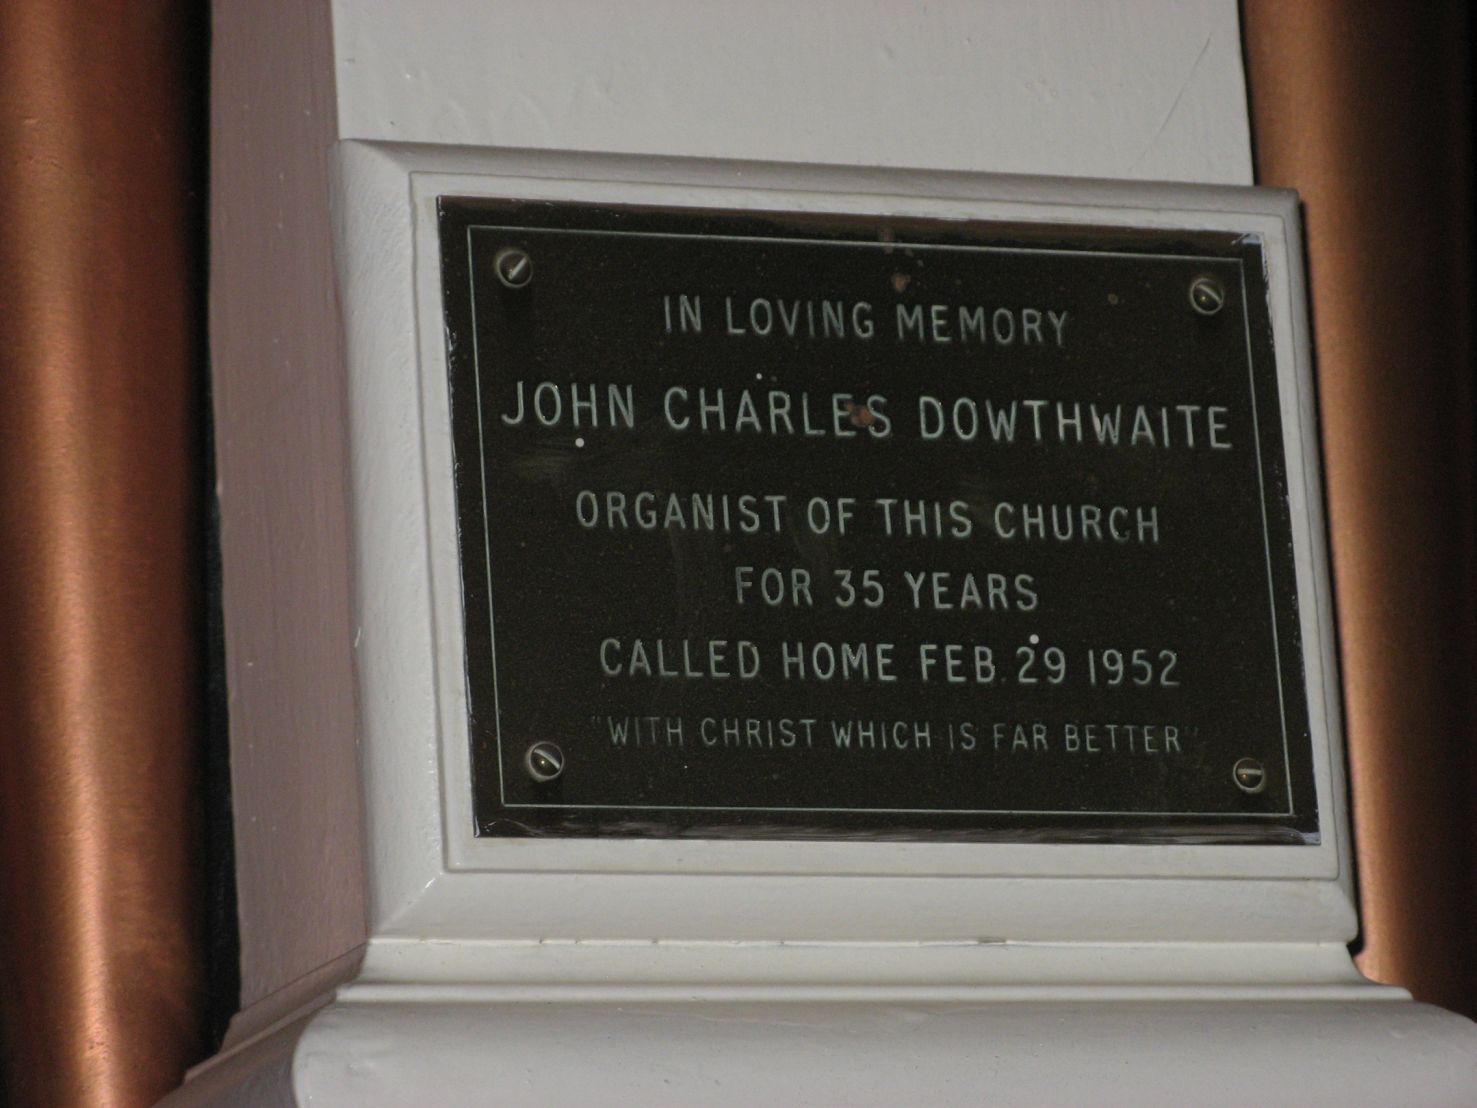 IN LOVING MEMORY
JOHN CHARLES DOWTHWAITE
ORGANIST OF THIS CHURCH
FOR 35 YEARS
CALLED HOME FEB. 29 1952
"WITH CHRIST WHICH IS FAR BETTER"